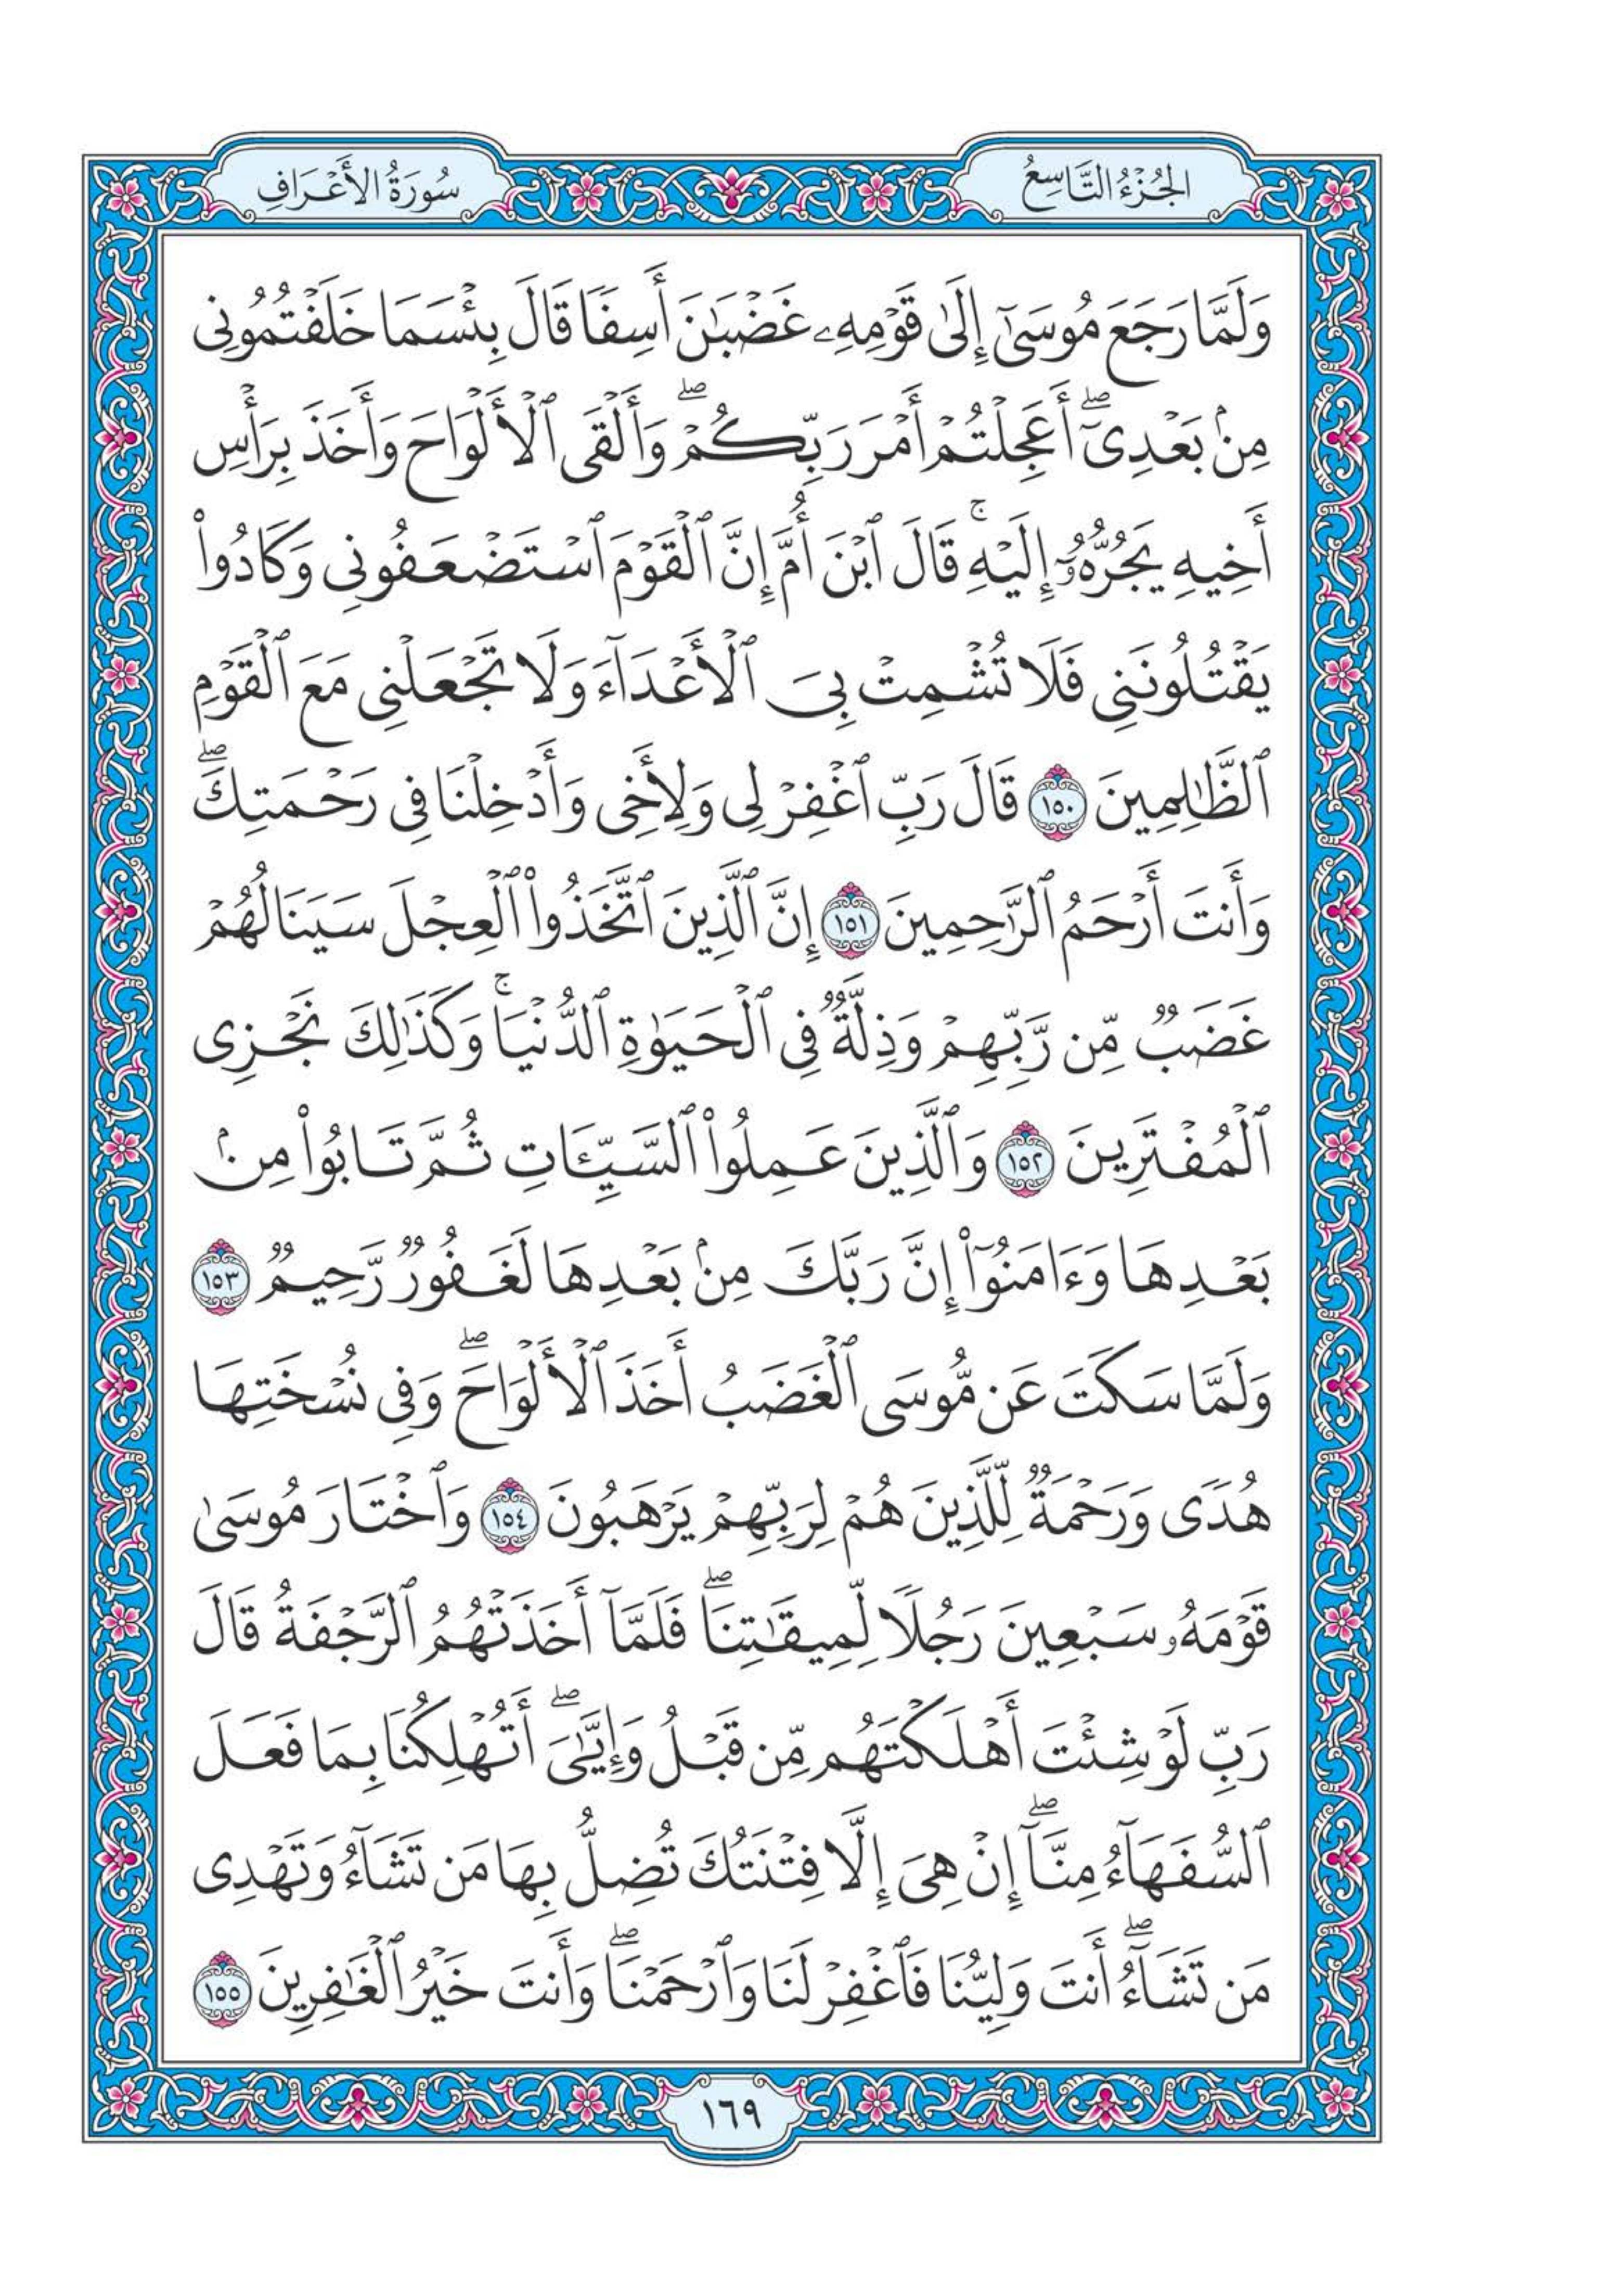 الجُزْءُ التَّاسِعُ
سُورَةُ الأَعْرَافِ
وَلَمَّا رَجَعَ مُوسَىٰٓ إِلَىٰ قَوْمِهِۦ غَضْبَٰنَ أَسِفًا قَالَ بِئْسَمَا خَلَفْتُمُونِى
مِنۢ بَعْدِىٓۖ أَعَجِلْتُمْ أَمْرَ رَبِّكُمْۖ وَأَلْقَى ٱلْأَلْوَاحَ وَأَخَذَ بِرَأْسِ
أَخِيهِ يَجُرُّهُۥٓ إِلَيْهِۚ قَالَ ٱبْنَ أُمَّ إِنَّ ٱلْقَوْمَ ٱسْتَضْعَفُونِى وَكَادُوا۟
يَقْتُلُونَنِى فَلَا تُشْمِتْ بِىَ ٱلْأَعْدَآءَ وَلَا تَجْعَلْنِى مَعَ ٱلْقَوْمِ
ٱلظَّٰلِمِينَ ١٥٠ قَالَ رَبِّ ٱغْفِرْ لِى وَلِأَخِى وَأَدْخِلْنَا فِى رَحْمَتِكَۖ
وَأَنتَ أَرْحَمُ ٱلرَّٰحِمِينَ ١٥١ إِنَّ ٱلَّذِينَ ٱتَّخَذُوا۟ ٱلْعِجْلَ سَيَنَالُهُمْ
غَضَبٌ مِّن رَّبِّهِمْ وَذِلَّةٌ فِى ٱلْحَيَوٰةِ ٱلدُّنْيَاۚ وَكَذَٰلِكَ نَجْزِى
ٱلْمُفْتَرِينَ ١٥٢ وَٱلَّذِينَ عَمِلُوا۟ ٱلسَّيِّـَٔاتِ ثُمَّ تَابُوا۟ مِنۢ
بَعْدِهَا وَءَامَنُوٓا۟ إِنَّ رَبَّكَ مِنۢ بَعْدِهَا لَغَفُورٌ رَّحِيمٌ ١٥٣
وَلَمَّا سَكَتَ عَن مُّوسَى ٱلْغَضَبُ أَخَذَ ٱلْأَلْوَاحَۖ وَفِى نُسْخَتِهَا
هُدًى وَرَحْمَةٌ لِّلَّذِينَ هُمْ لِرَبِّهِمْ يَرْهَبُونَ ١٥٤ وَٱخْتَارَ مُوسَىٰ
قَوْمَهُۥ سَبْعِينَ رَجُلًا لِّمِيقَٰتِنَاۖ فَلَمَّآ أَخَذَتْهُمُ ٱلرَّجْفَةُ قَالَ
رَبِّ لَوْ شِئْتَ أَهْلَكْتَهُم مِّن قَبْلُ وَإِيَّٰىَۖ أَتُهْلِكُنَا بِمَا فَعَلَ
ٱلسُّفَهَآءُ مِنَّآۖ إِنْ هِىَ إِلَّا فِتْنَتُكَ تُضِلُّ بِهَا مَن تَشَآءُ وَتَهْدِى
مَن تَشَآءُۖ أَنتَ وَلِيُّنَا فَٱغْفِرْ لَنَا وَٱرْحَمْنَاۖ وَأَنتَ خَيْرُ ٱلْغَٰفِرِينَ ١٥٥
١٦٩